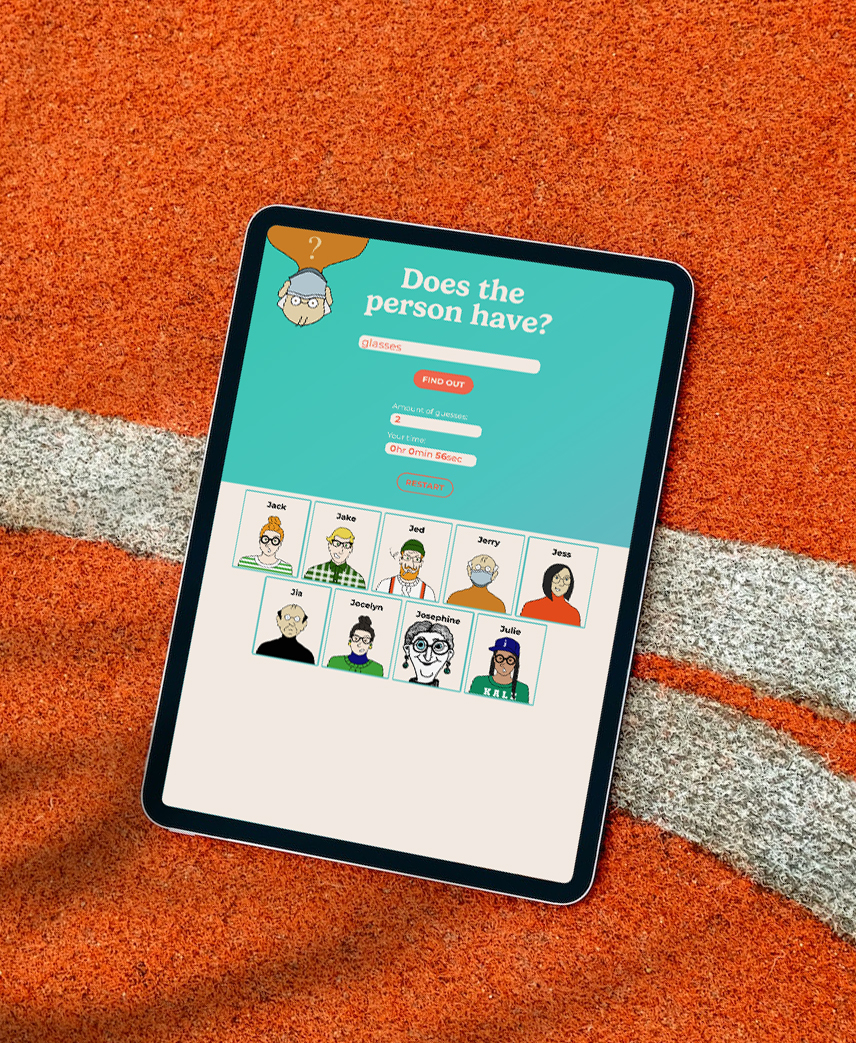 ?
Does the
person have?
glasses
FIND OUT
Amount of guesses:
2
Your time:
0hr 0min 56sec
RESTART
Jack
Jake
Jed
Jerry
Jess
Jia
Jocelyn
Josephine
Julie
KALE